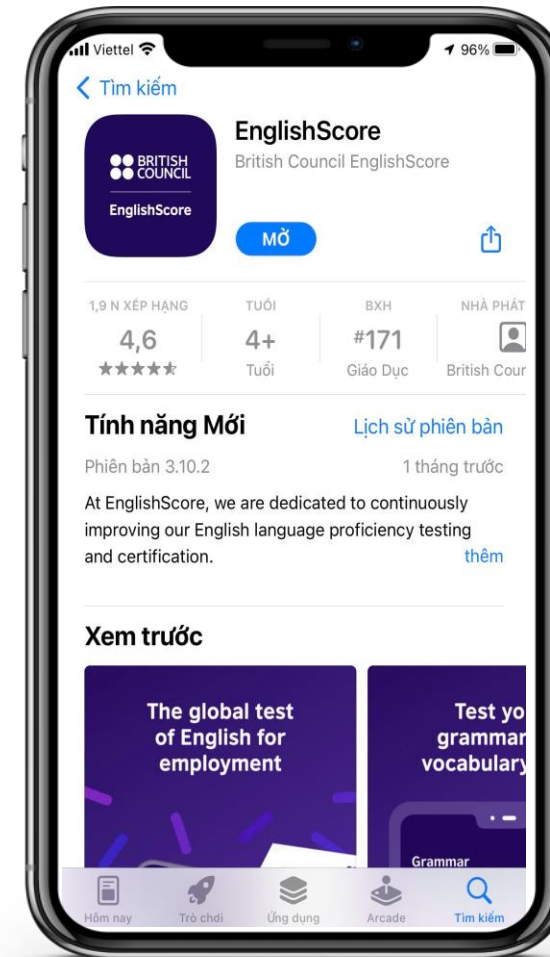 Viettel
96%
Tìm kiếm
BRITISH
COUNCIL
EnglishScore
EnglishScore
British Council EnglishScore
MỞ
1,9 N XẾP HẠNG
4,6
TUỔI
4+
Tuổi
BXH
#171
Giáo Dục
NHÀ PHÁT
British Cour
Tính năng Mới
Lịch sử phiên bản
Phiên bản 3.10.2
1 tháng trước
At EnglishScore, we are dedicated to continuously
improving our English language proficiency testing
and certification.
thêm
Xem trước
The global test
of English for
employment
Test yo
grammar
vocabulary
Grammar
Hôm nay
Trò chơi
Ứng dụng
Arcade
Tìm kiếm